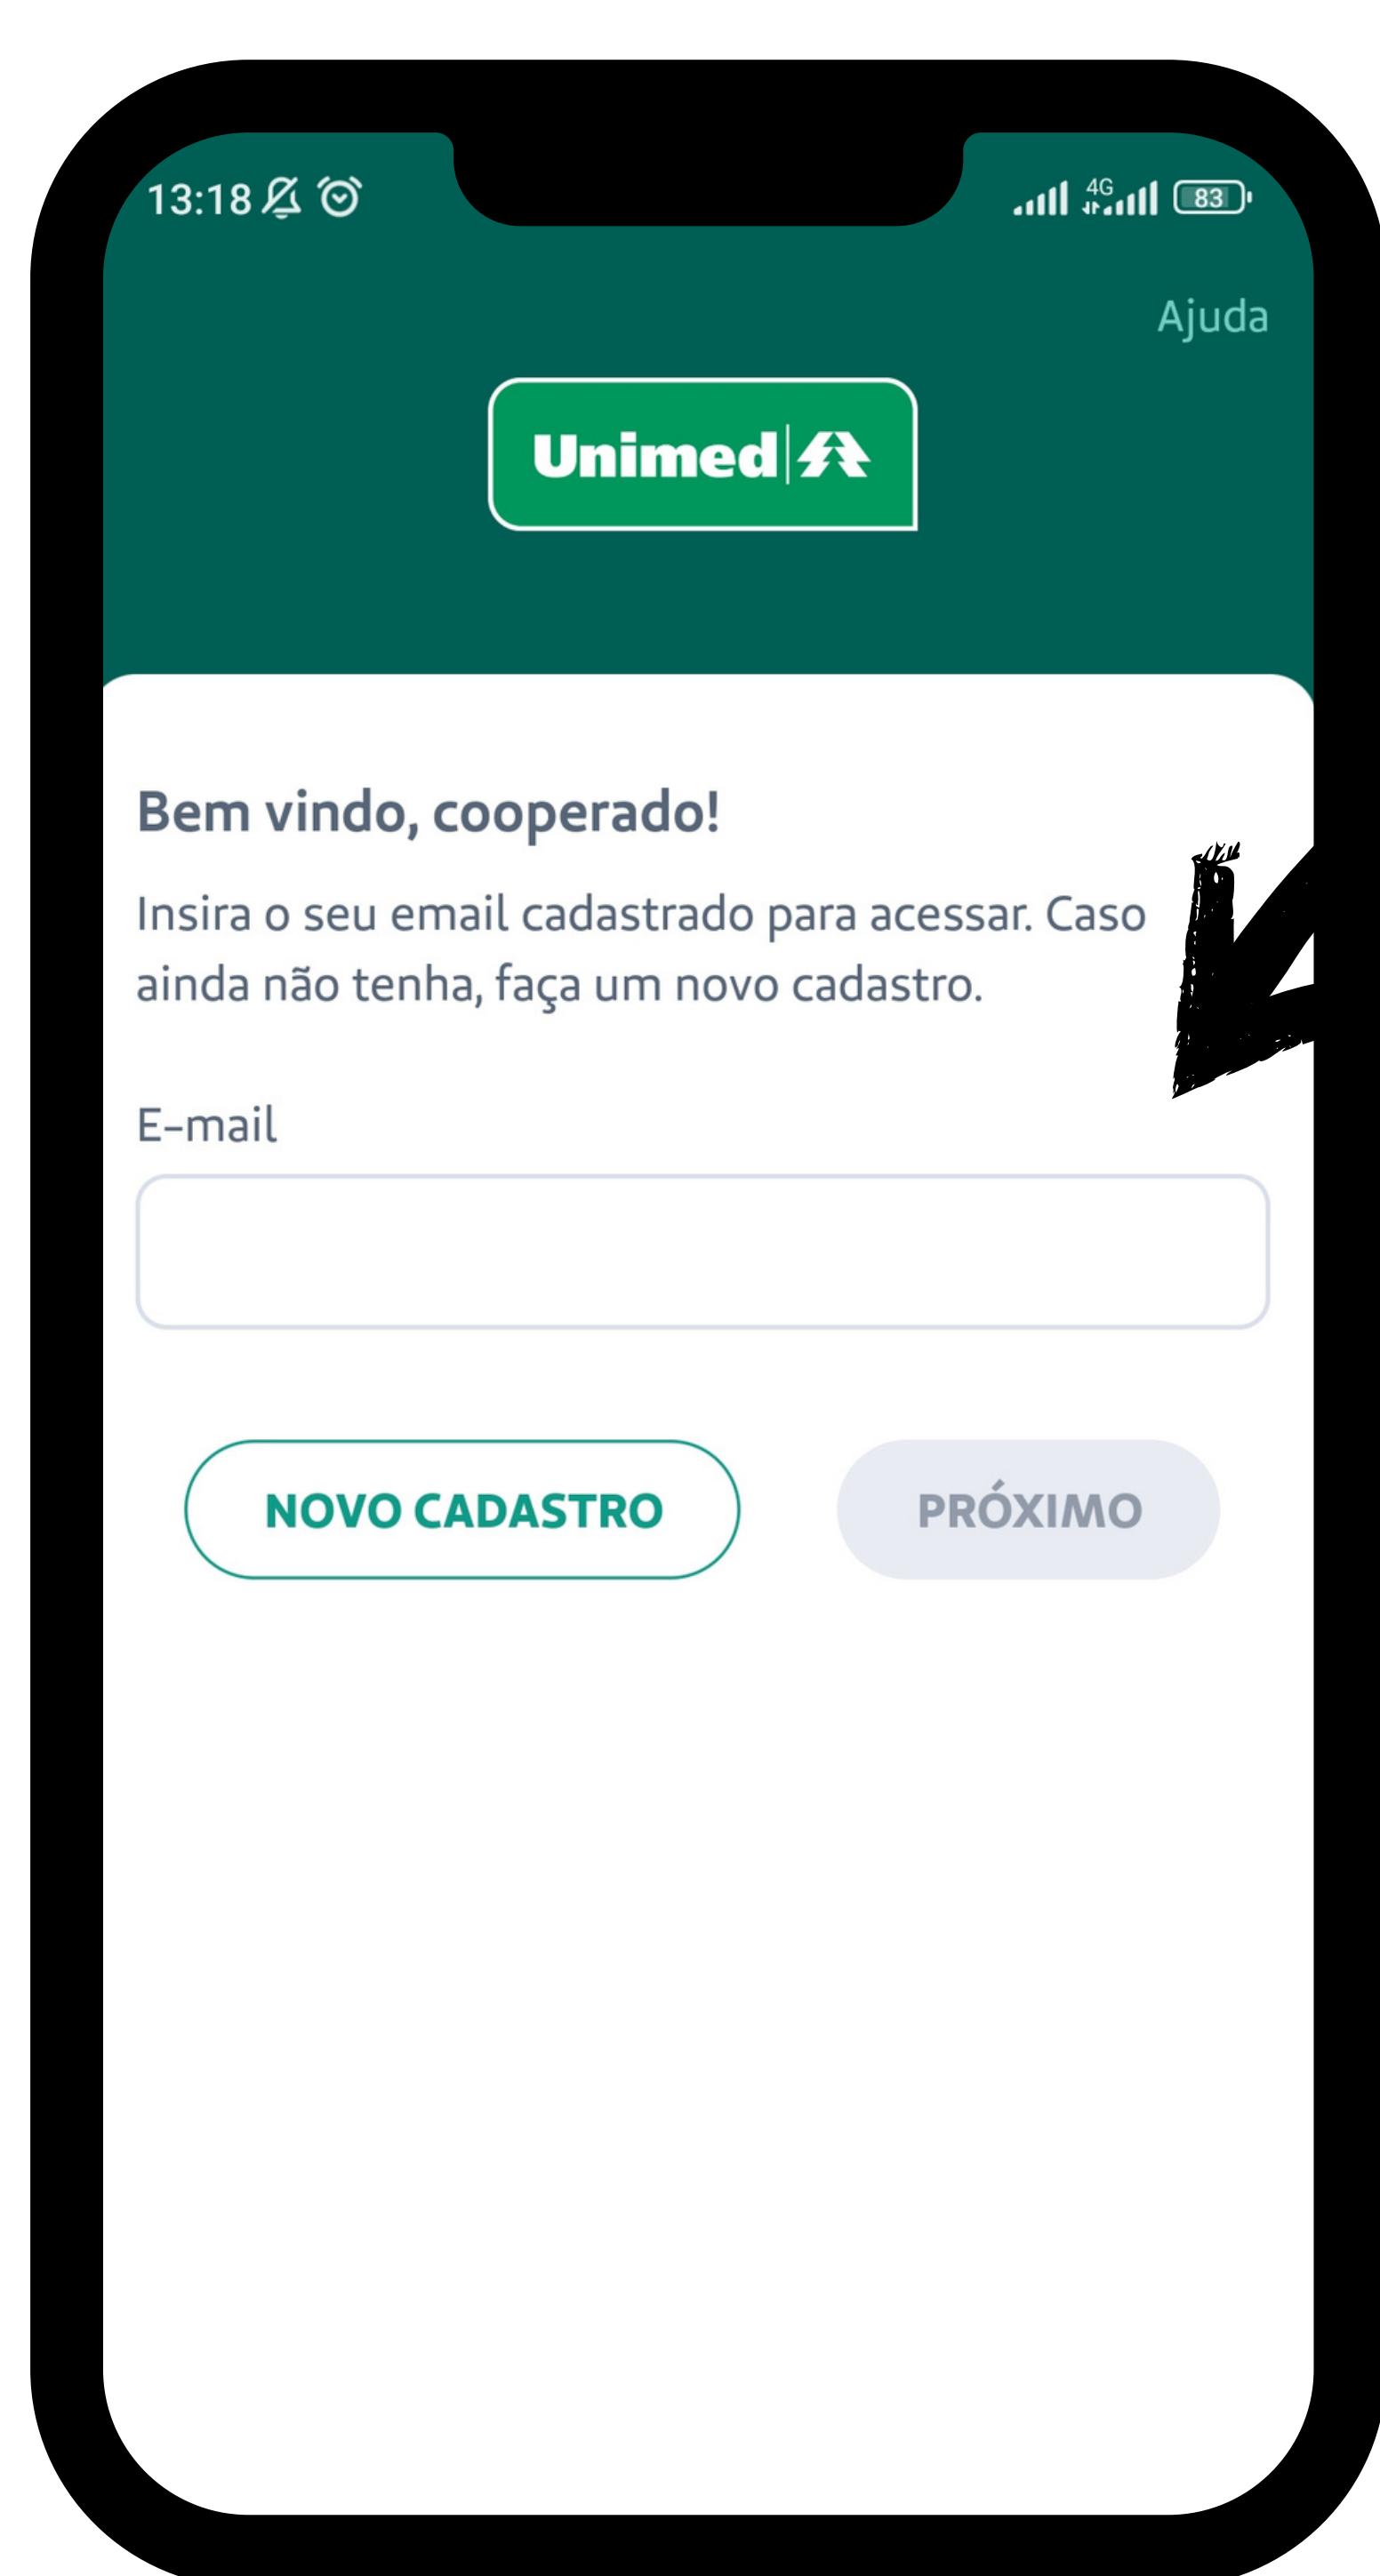 13:18 4G 83
Ajuda
Unimed
Bem vindo, cooperado!
Insira o seu email cadastrado para acessar. Caso
ainda não tenha, faça um novo cadastro.
E-mail
NOVO CADASTRO PRÓXIMO